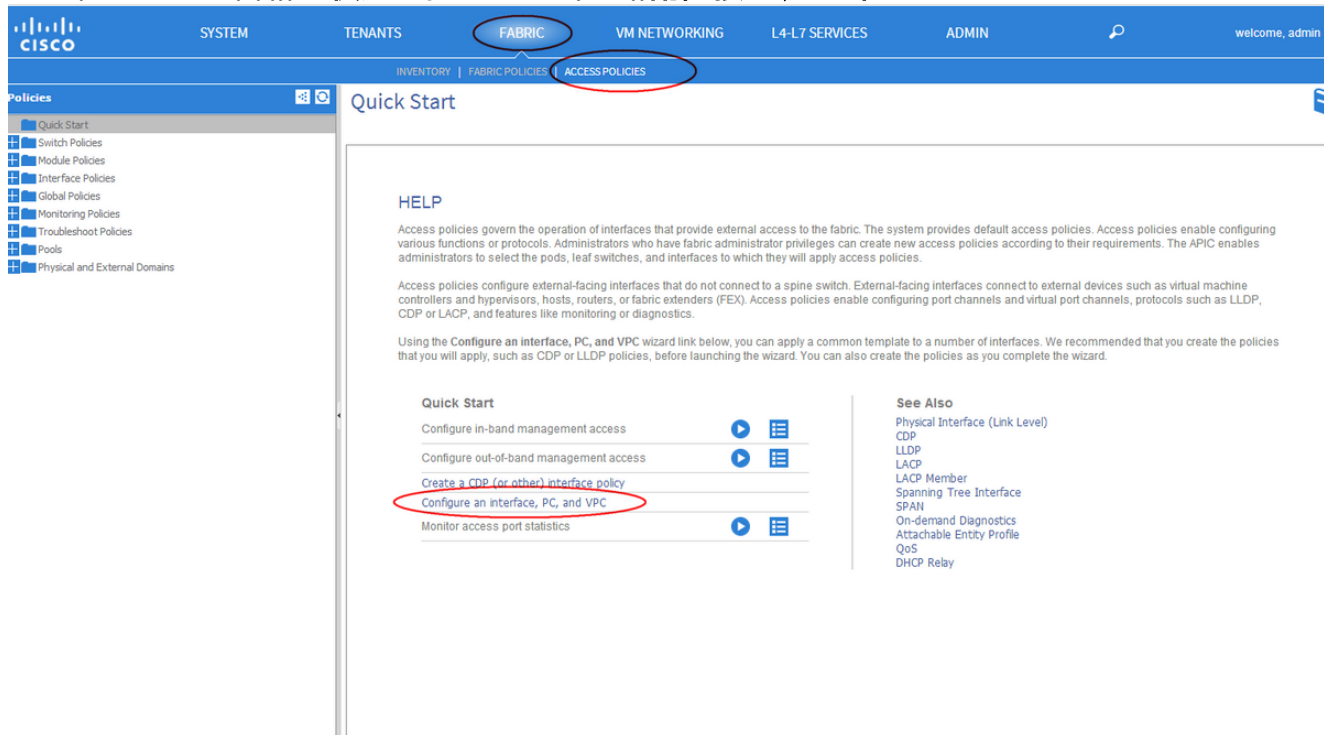 CISCO
SYSTEM
TENANTS
FABRIC
VM NETWORKING
L4-L7 SERVICES
ADMIN
welcome, admin
INVENTORY | FABRIC POLICIES | ACCESS POLICIES
Policies
Quick Start
Switch Policies
Module Policies
Interface Policies
Global Policies
Monitoring Policies
Troubleshoot Policies
Pools
Physical and External Domains
Quick Start
HELP
Access policies govern the operation of interfaces that provide external access to the fabric. The system provides default access policies. Access policies enable configuring
various functions or protocols. Administrators who have fabric administrator privileges can create new access policies according to their requirements. The APIC enables
administrators to select the pods, leaf switches, and interfaces to which they will apply access policies.
Access policies configure external-facing interfaces that do not connect to a spine switch. External-facing interfaces connect to external devices such as virtual machine
controllers and hypervisors, hosts, routers, or fabric extenders (FEX). Access policies enable configuring port channels and virtual port channels, protocols such as LLDP,
CDP or LACP, and features like monitoring or diagnostics.
Using the Configure an interface, PC, and VPC wizard link below, you can apply a common template to a number of interfaces. We recommended that you create the policies
that you will apply, such as CDP or LLDP policies, before launching the wizard. You can also create the policies as you complete the wizard.
Quick Start
Configure in-band management access
Configure out-of-band management access
Create a CDP (or other) interface policy
Configure an interface, PC, and VPC
Monitor access port statistics
See Also
Physical Interface (Link Level)
CDP
LLDP
LACP
LACP Member
Spanning Tree Interface
SPAN
On-demand Diagnostics
Attachable Entity Profile
QoS
DHCP Relay